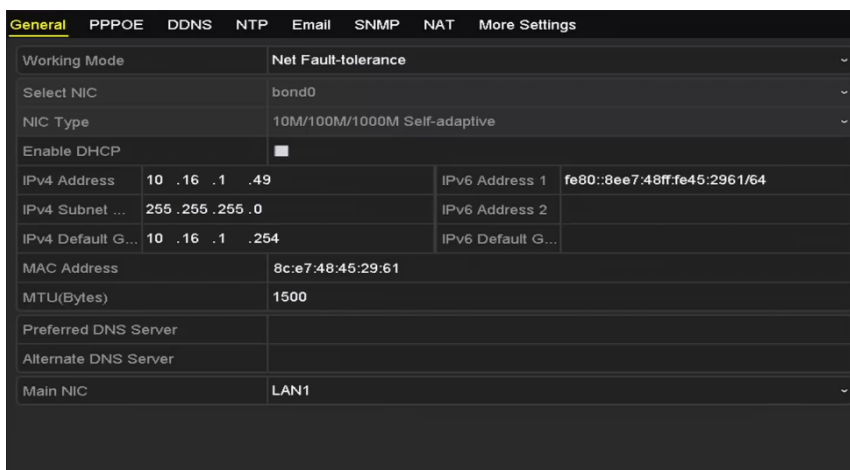 General PPPOE DDNS NTP Email SNMP NAT More Settings
Working Mode Net Fault-tolerance
Select NIC bond0
NIC Type 10M/100M/1000M Self-adaptive
Enable DHCP
IPv4 Address 10 .16 .1 .49 IPv6 Address 1 fe80::8ee7:48ff:fe45:2961/64
IPv4 Subnet ... 255.255.255.0 IPv6 Address 2
IPv4 Default G... 10 .16 .1 .254 IPv6 Default G...
MAC Address 8c:e7:48:45:29:61
MTU(Bytes) 1500
Preferred DNS Server
Alternate DNS Server
Main NIC LAN1